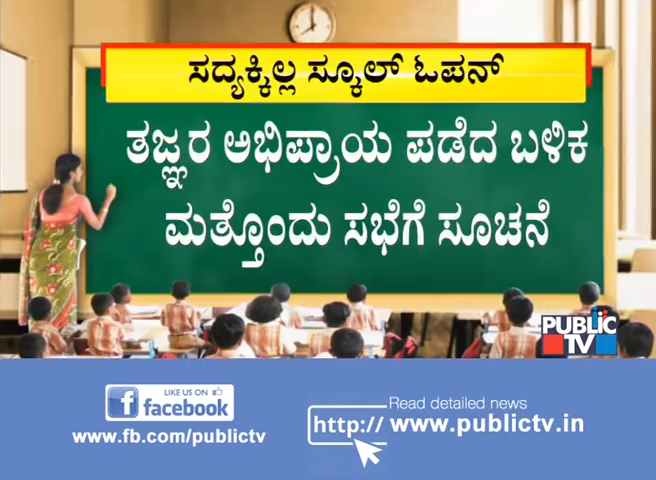 ಸದ್ಯಕ್ಕಿಲ್ಲ ಸ್ಕೂಲ್ ಓಪನ್
ತಜ್ಞರ ಅಭಿಪ್ರಾಯ ಪಡೆದ ಬಳಿಕ
ಮತ್ತೊಂದು ಸಭೆಗೆ ಸೂಚನೆ
PUBLiC
TV
LIKE US ON
facebook
www.fb.com/publictv
Read detailed news
http:// www.publictv.in